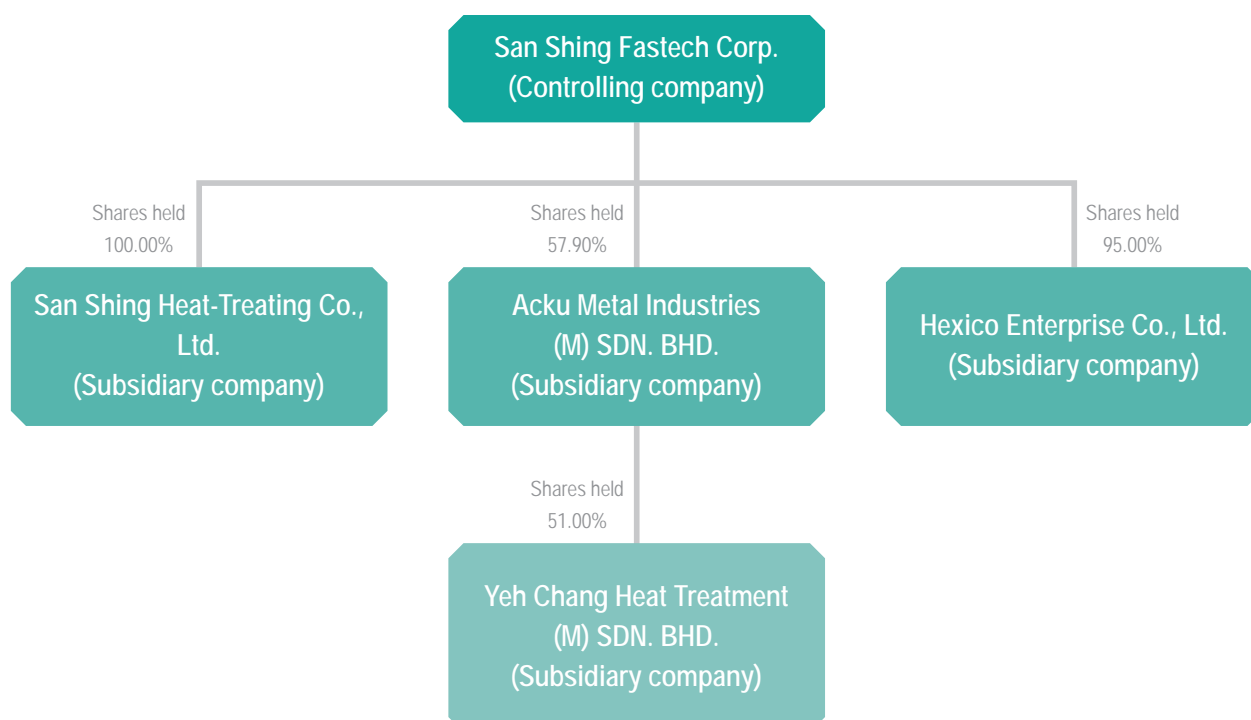 San Shing Fastech Corp.
(Controlling company)
Shares held
100.00%
Shares held
57.90%
Shares held
95.00%
San Shing Heat-Treating Co.,
Ltd.
(Subsidiary company)
Acku Metal Industries
(M) SDN. BHD.
(Subsidiary company)
Hexico Enterprise Co., Ltd.
(Subsidiary company)
Shares held
51.00%
Yeh Chang Heat Treatment
(M) SDN. BHD.
(Subsidiary company)